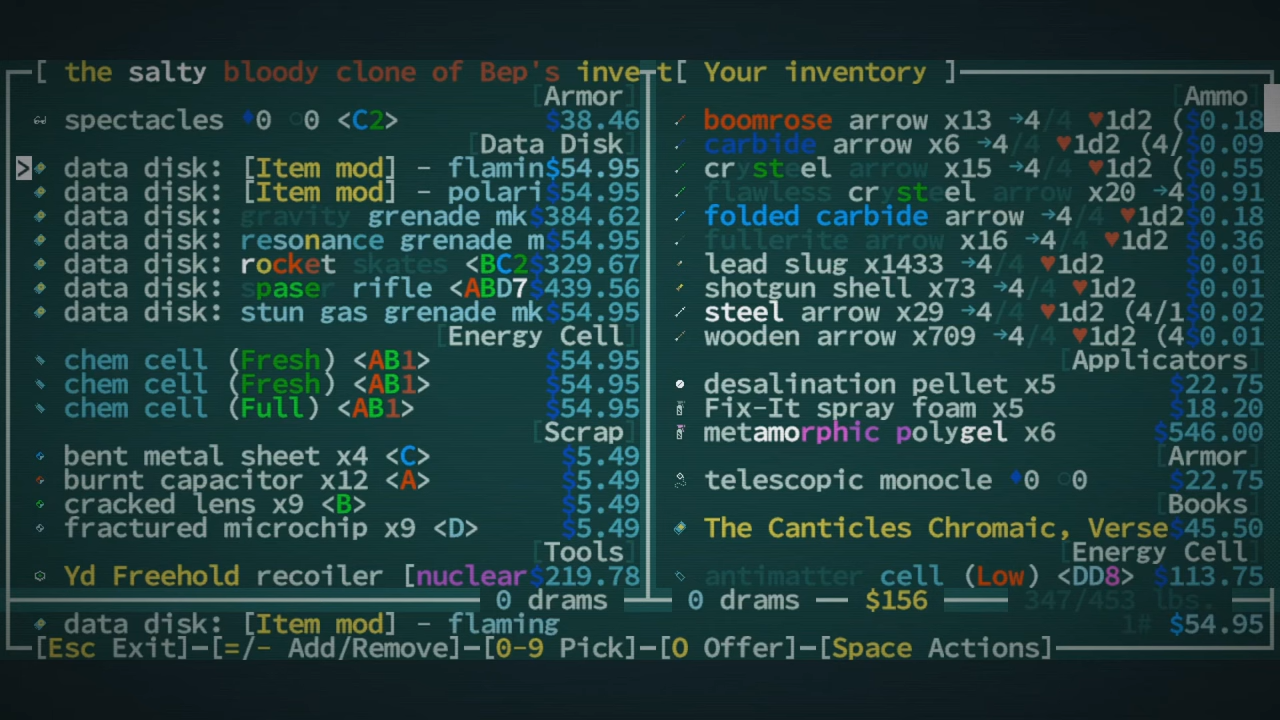 [ the salty bloody clone of Bep's inve t[ Your inventory ]
[Armor]
spectacles ♦0 ○0 <C2> $38.46
[Data Disk]
> data disk: [Item mod] - flamin$54.95
data disk: [Item mod] - polari$54.95
data disk: gravity grenade mk$384.62
data disk: resonance grenade m$54.95
data disk: rocket skates <BC2$329.67
data disk: spaser rifle <ABD7$439.56
data disk: stun gas grenade mk$54.95
[Energy Cell]
chem cell (Fresh) <AB1> $54.95
chem cell (Fresh) <AB1> $54.95
chem cell (Full) <AB1> $54.95
[Scrap]
bent metal sheet x4 <C> $5.49
burnt capacitor x12 <A> $5.49
cracked lens x9 <B> $5.49
fractured microchip x9 <D> $5.49
[Tools]
Yd Freehold recoiler [nuclear$219.78
0 drams
[Ammo]
boomrose arrow x13 →4/4 ♥1d2 ($0.18
carbide arrow x6 →4/4 ♥1d2 (4/$0.09
crysteel arrow x15 →4/4 ♥1d2 ($0.55
flawless crysteel arrow x20 →4$0.91
folded carbide arrow →4/4 ♥1d2$0.18
fullerite arrow x16 →4/4 ♥1d2 $0.36
lead slug x1433 →4/4 ♥1d2 $0.01
shotgun shell x73 →4/4 ♥1d2 $0.01
steel arrow x29 →4/4 ♥1d2 (4/1$0.02
wooden arrow x709 →4/4 ♥1d2 (4$0.01
[Applicators]
desalination pellet x5 $22.75
Fix-It spray foam x5 $18.20
metamorphic polygel x6 $546.00
[Armor]
telescopic monocle ♦0 ○0 $22.75
[Books]
The Canticles Chromaic, Verse$45.50
[Energy Cell]
antimatter cell (Low) <DD8> $113.75
0 drams — $156 347/453 lbs.
data disk: [Item mod] - flaming 1# $54.95
[Esc Exit]—[=/- Add/Remove]—[0-9 Pick]—[O Offer]—[Space Actions]